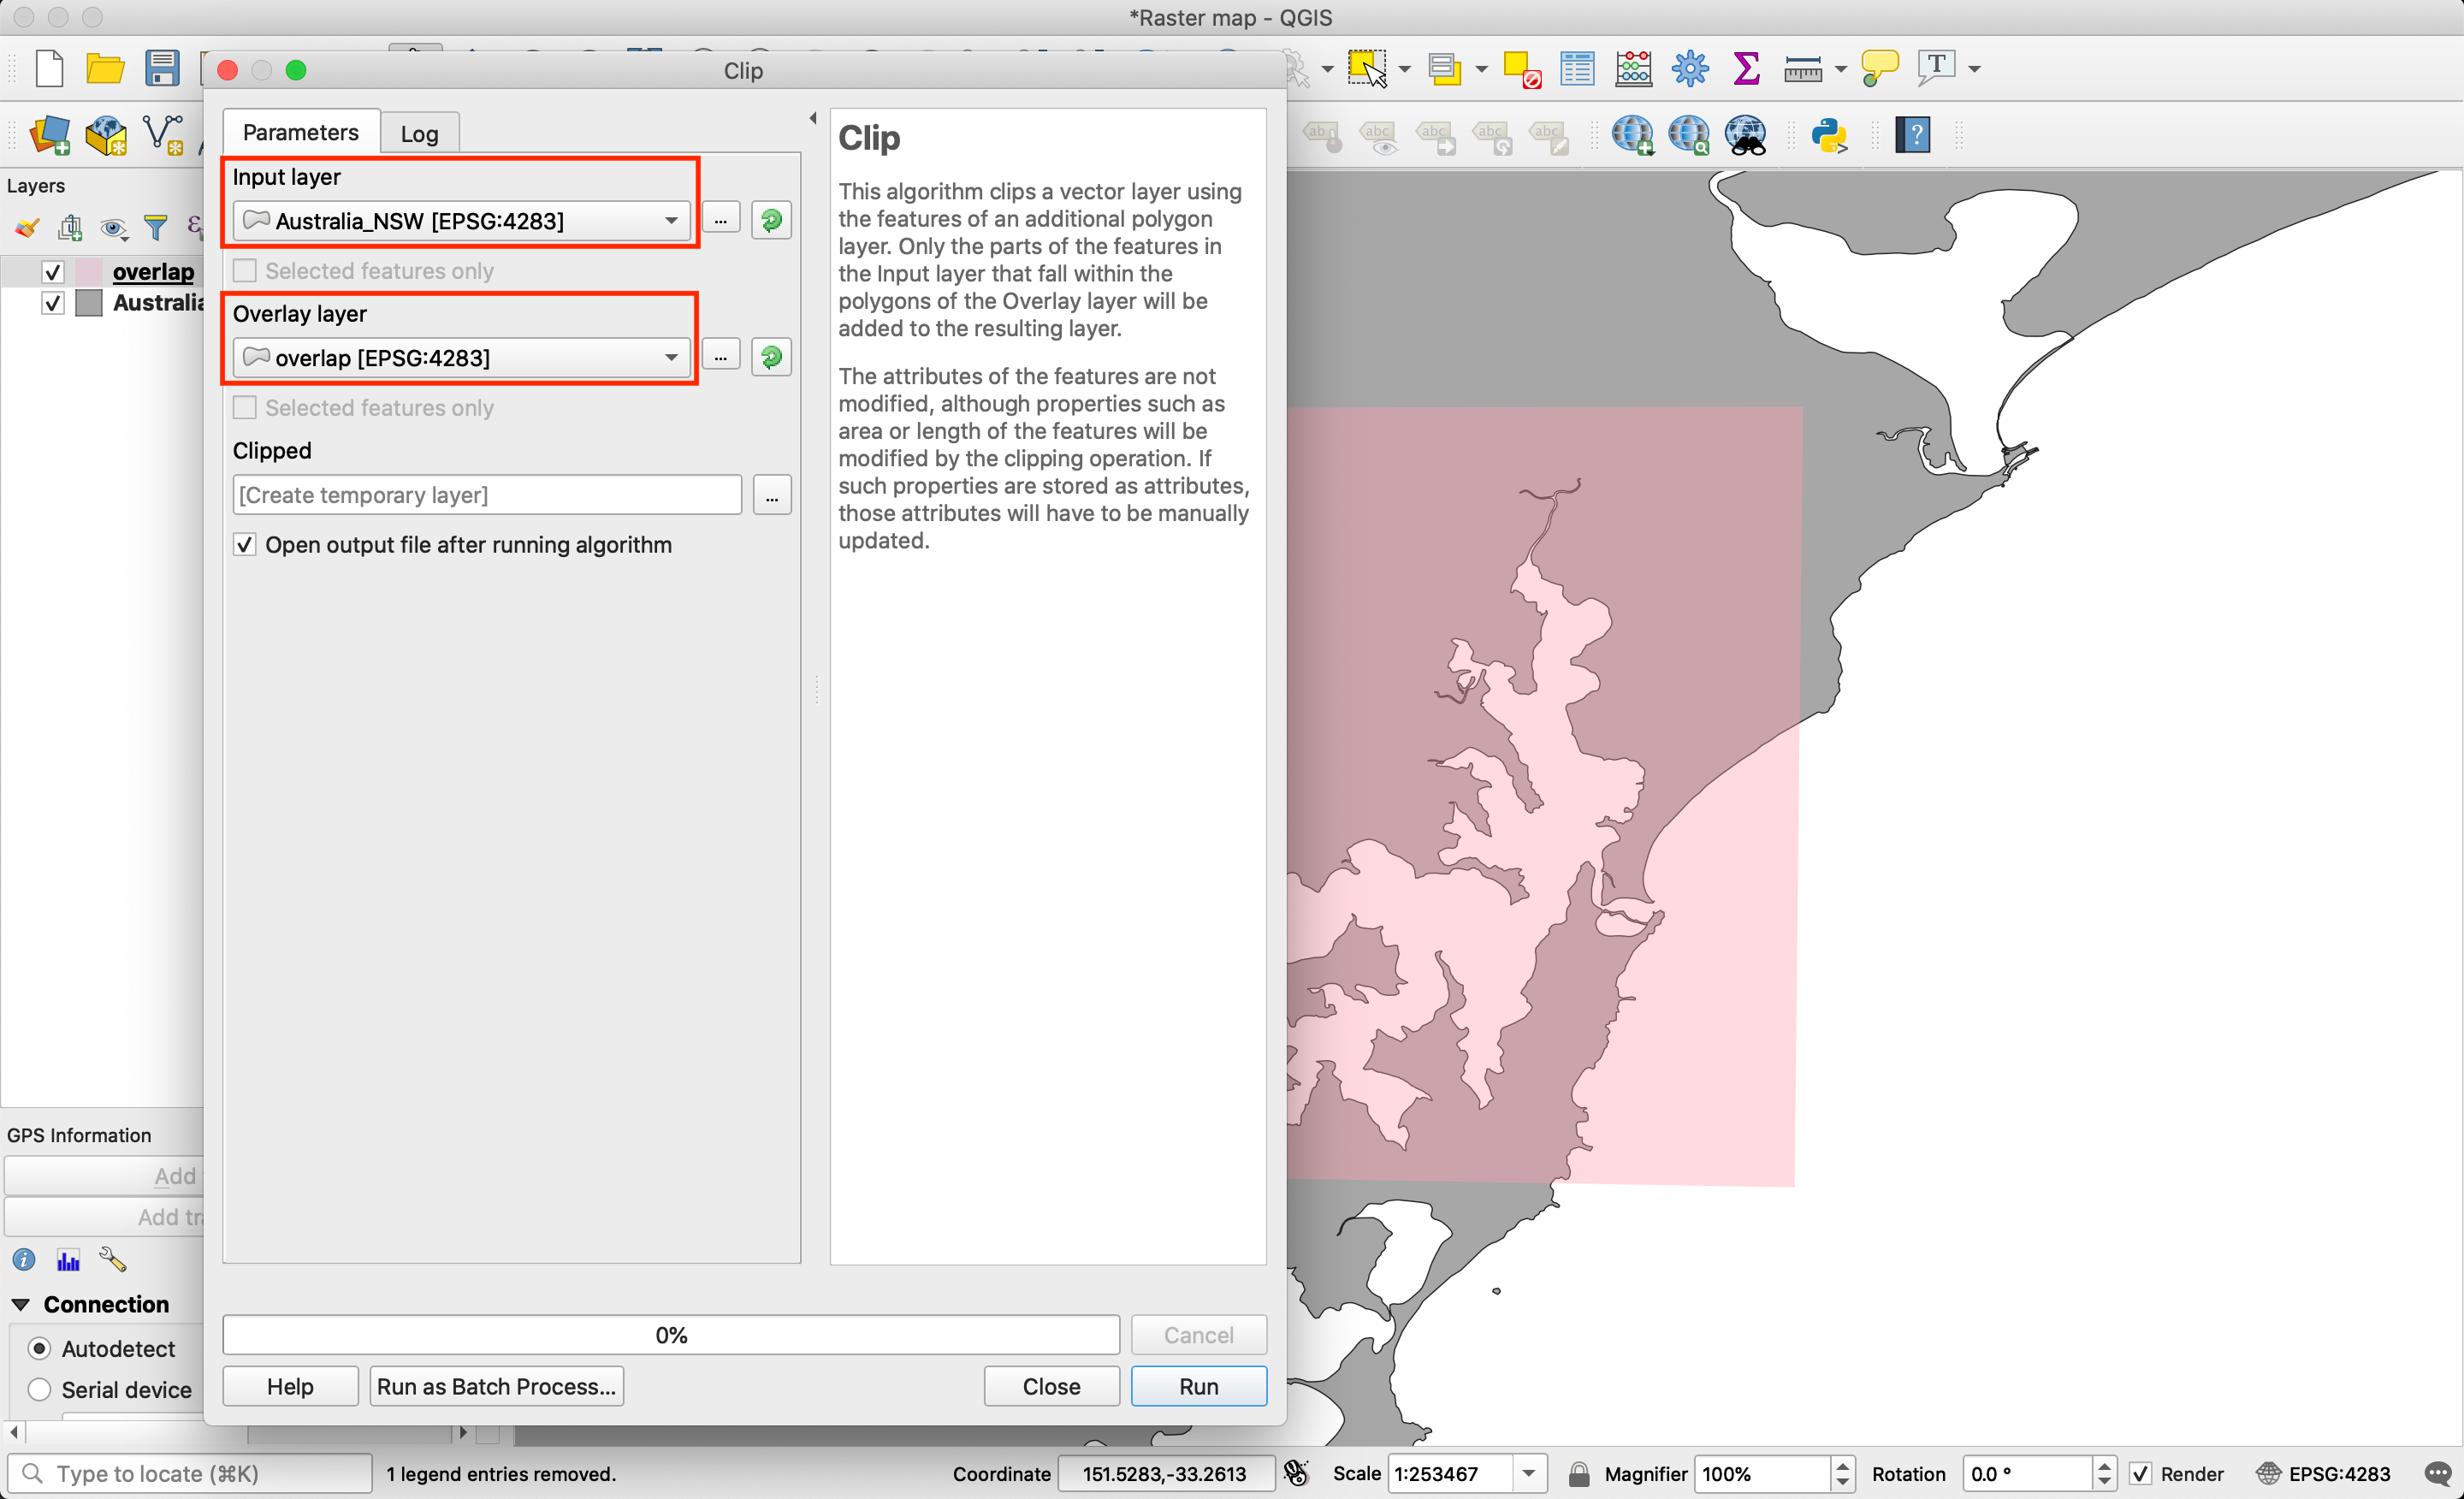 *Raster map - QGIS
Clip
T
Parameters
Log
abc
abc
abc
abc
?
Layers
Input layer
Australia_NSW [EPSG:4283]
...
Selected features only
ε
overlap
Australia
Overlay layer
overlap [EPSG:4283]
...
Selected features only
Clipped
[Create temporary layer]
...
Open output file after running algorithm
Clip
This algorithm clips a vector layer using
the features of an additional polygon
layer. Only the parts of the features in
the Input layer that fall within the
polygons of the Overlay layer will be
added to the resulting layer.
The attributes of the features are not
modified, although properties such as
area or length of the features will be
modified by the clipping operation. If
such properties are stored as attributes,
those attributes will have to be manually
updated.
GPS Information
Add
Add tra
Connection
Autodetect
Serial device
0%
Cancel
Help
Run as Batch Process...
Close
Run
Type to locate (⌘K)
1 legend entries removed.
Coordinate
151.5283,-33.2613
Scale
1:253467
Magnifier
100%
Rotation
0.0 °
Render
EPSG:4283